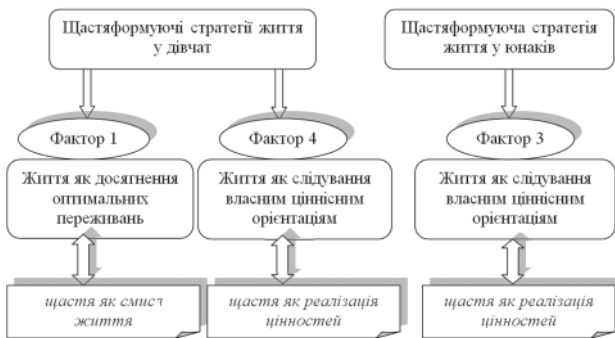 Щастяформуючі стратегії життя
у дівчат
Щастяформуюча стратегія
життя у юнаків
Фактор 1
Фактор 4
Фактор 3
Життя як досягнення
оптимальних
переживань
Життя як слідування
власним ціннісним
орієнтаціям
Життя як слідування
власним ціннісним
орієнтаціям
щастя як смисл
життя
щастя як реалізація
цінностей
щастя як реалізація
цінностей